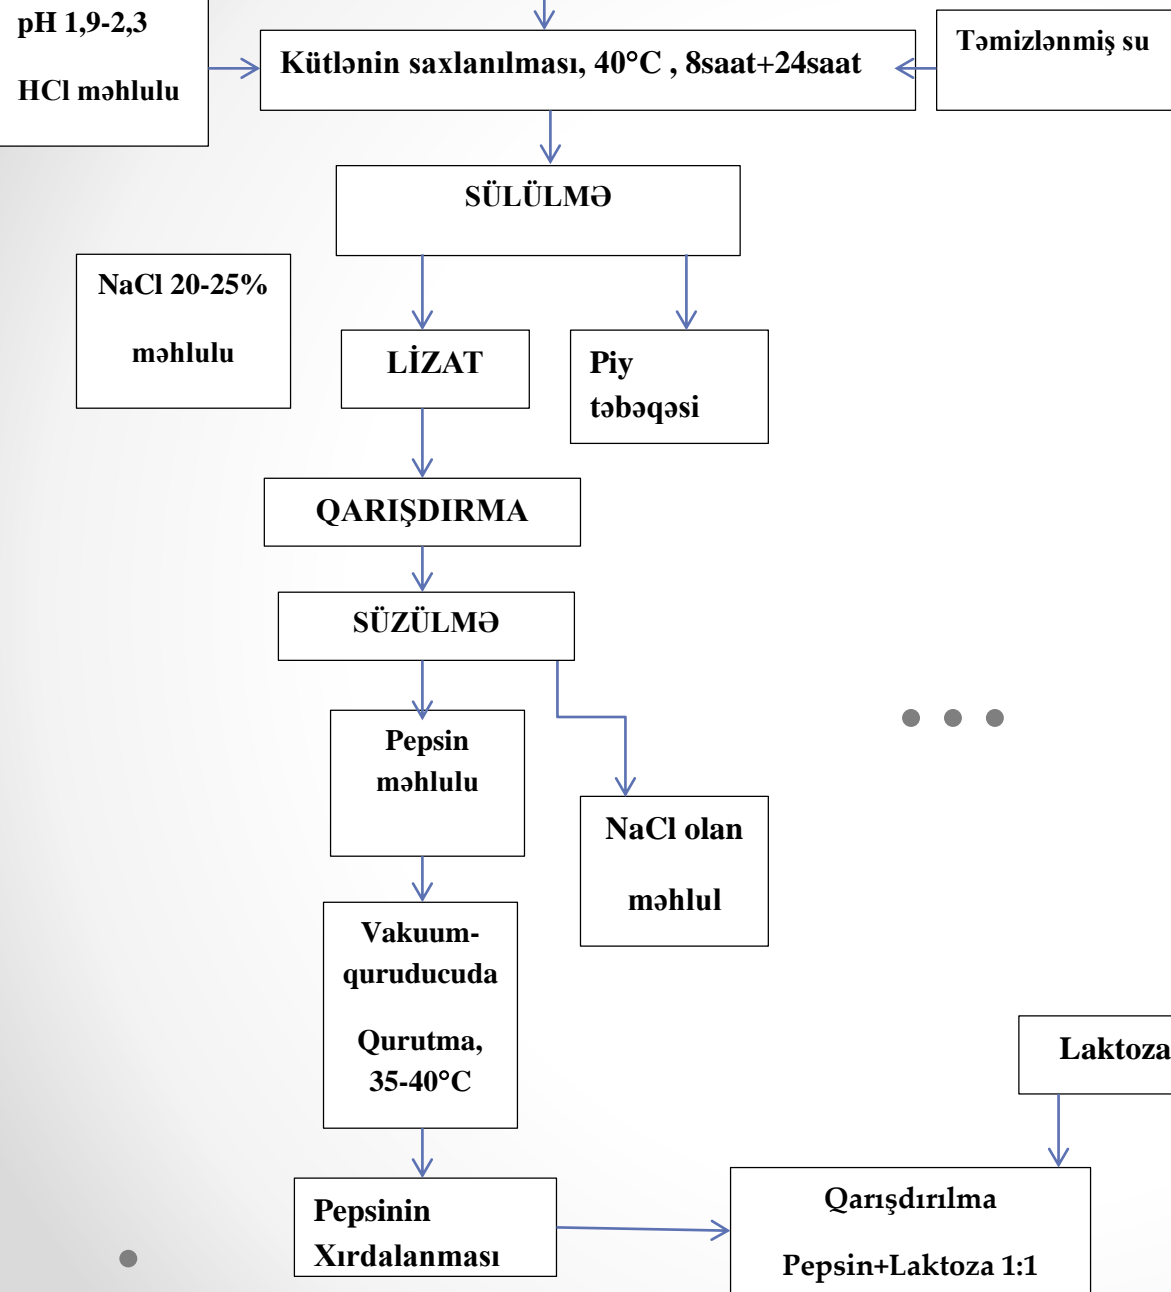 pH 1,9-2,3
HCl məhlulu
Kütlənin saxlanılması, 40°C , 8saat+24saat
Təmizlənmiş su
SÜLÜLMƏ
NaCl 20-25%
məhlulu
LİZAT
Piy
təbəqəsi
QARIŞDIRMA
SÜZÜLMƏ
Pepsin
məhlulu
NaCl olan
məhlul
Vakuum-
quruducuda
Qurutma,
35-40°C
Laktoza
Pepsinin
Xırdalanması
Qarışdırılma
Pepsin+Laktoza 1:1